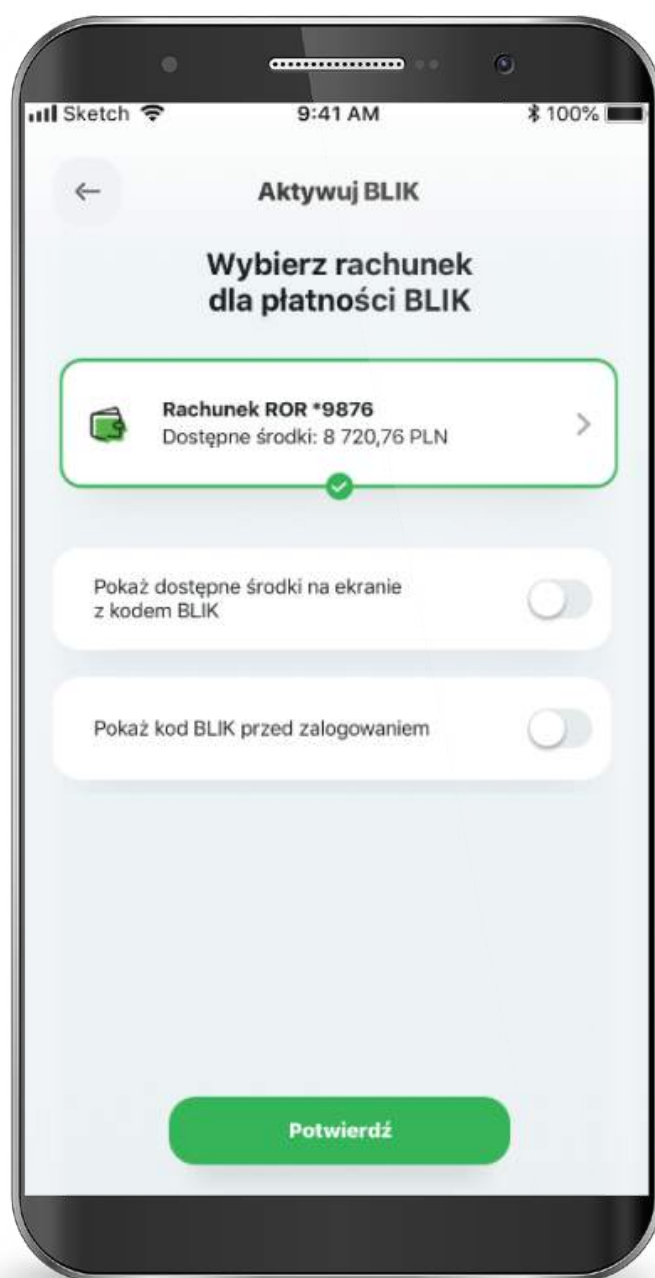 Sketch
9:41 AM
100%
Aktywuj BLIK
Wybierz rachunek
dla płatności BLIK
Rachunek ROR *9876
Dostępne środki: 8 720,76 PLN
Pokaż dostępne środki na ekranie
z kodem BLIK
Pokaż kod BLIK przed zalogowaniem
Potwierdź